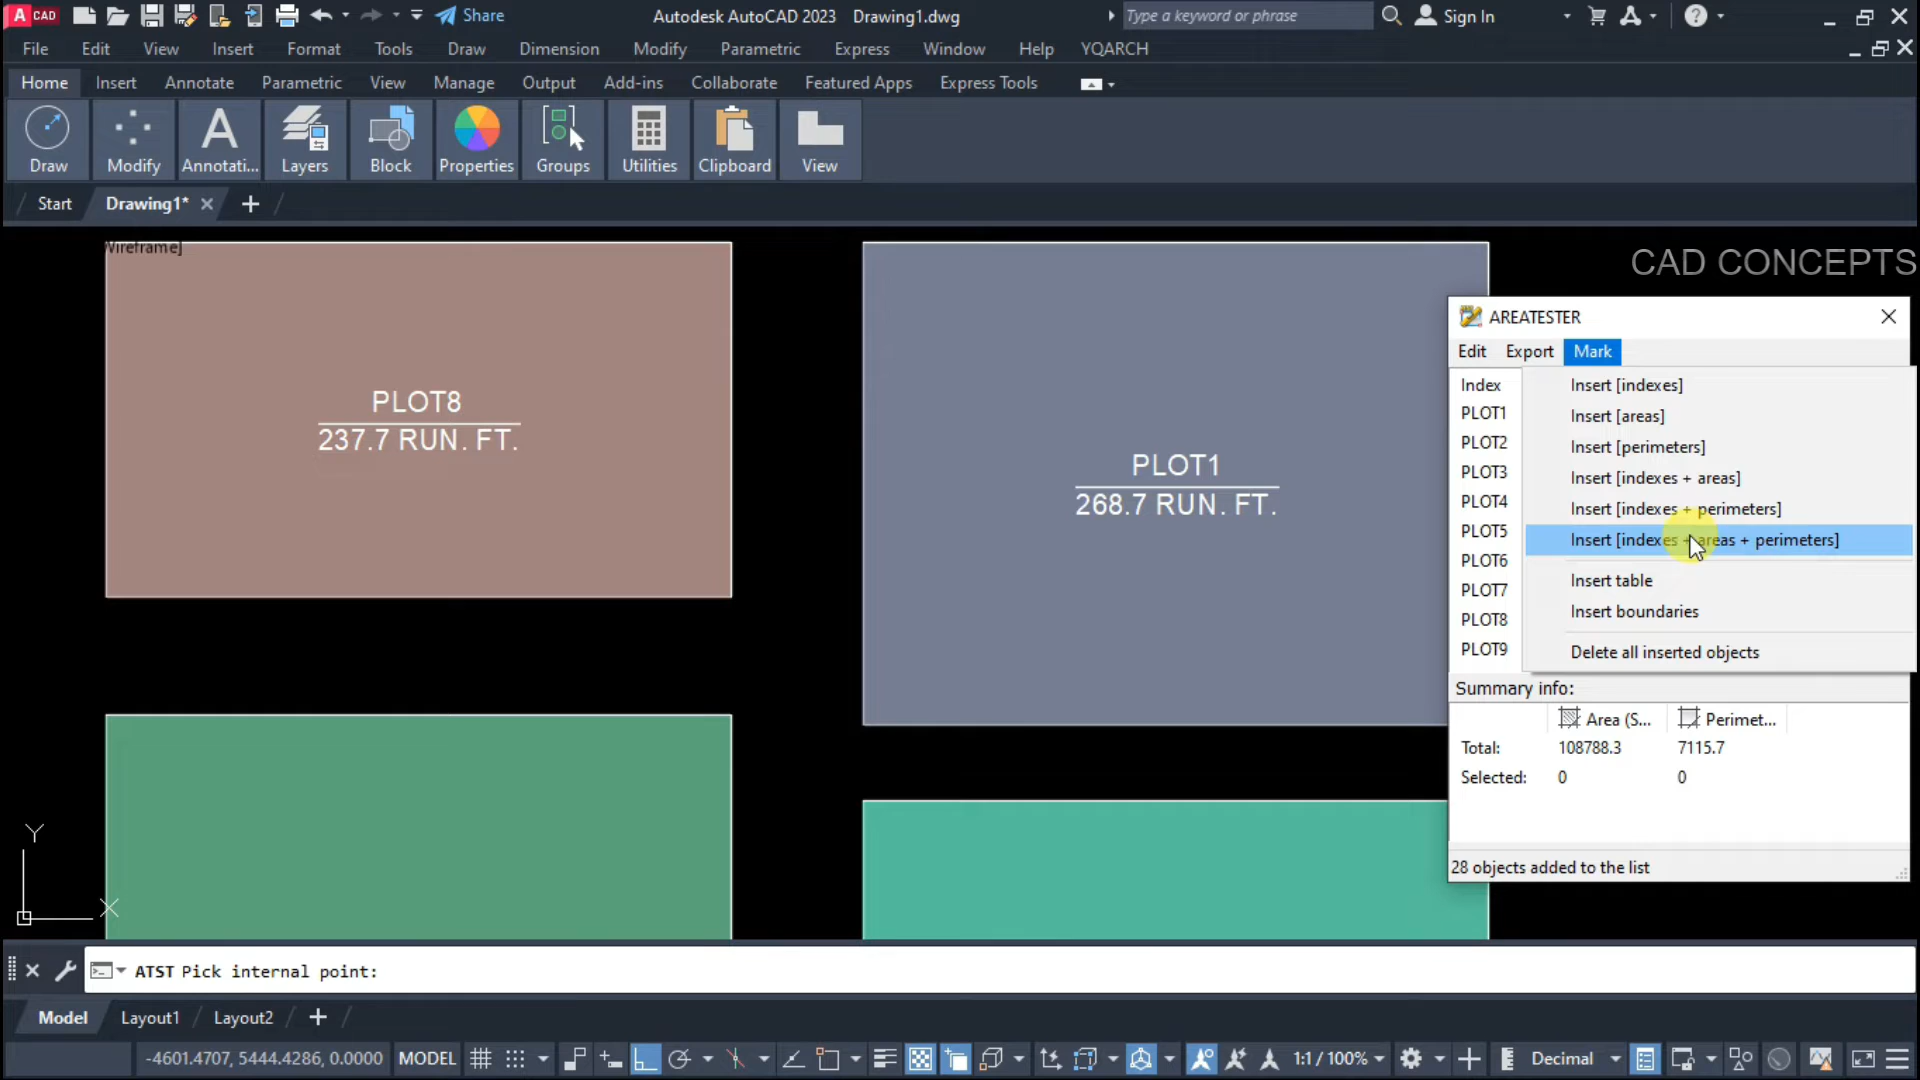 A CAD
Share
Autodesk AutoCAD 2023 Drawing1.dwg
Type a keyword or phrase
Sign In
File Edit View Insert Format Tools Draw Dimension Modify Parametric Express Window Help YQARCH
Home Insert Annotate Parametric View Manage Output Add-ins Collaborate Featured Apps Express Tools
Draw Modify Annotati... Layers Block Properties Groups Utilities Clipboard View
Start Drawing1*
Wireframe]
CAD CONCEPTS
PLOT8
237.7 RUN. FT.
PLOT1
268.7 RUN. FT.
AREATESTER
Edit Export Mark
Index
PLOT1
PLOT2
PLOT3
PLOT4
PLOT5
PLOT6
PLOT7
PLOT8
PLOT9
Insert [indexes]
Insert [areas]
Insert [perimeters]
Insert [indexes + areas]
Insert [indexes + perimeters]
Insert [indexes + areas + perimeters]
Insert table
Insert boundaries
Delete all inserted objects
Summary info:
Area (S... Perimet...
Total: 108788.3 7115.7
Selected: 0 0
28 objects added to the list
Y
X
ATST Pick internal point:
Model Layout1 Layout2
-4601.4707, 5444.4286, 0.0000 MODEL 1:1 / 100% Decimal